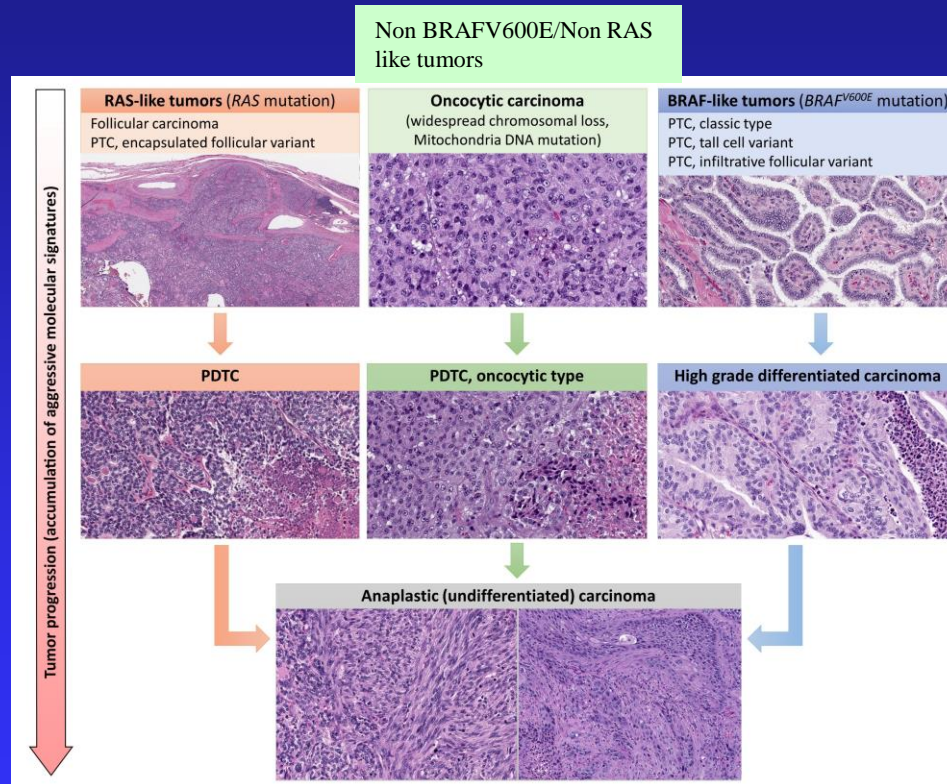 Non BRAFV600E/Non RAS
like tumors
RAS-like tumors (RAS mutation)
Follicular carcinoma
PTC, encapsulated follicular variant
Oncocytic carcinoma
(widespread chromosomal loss,
Mitochondria DNA mutation)
BRAF-like tumors (BRAFV600E mutation)
PTC, classic type
PTC, tall cell variant
PTC, infiltrative follicular variant
PDTC
PDTC, oncocytic type
High grade differentiated carcinoma
Anaplastic (undifferentiated) carcinoma
Tumor progression (accumulation of aggressive molecular signatures)